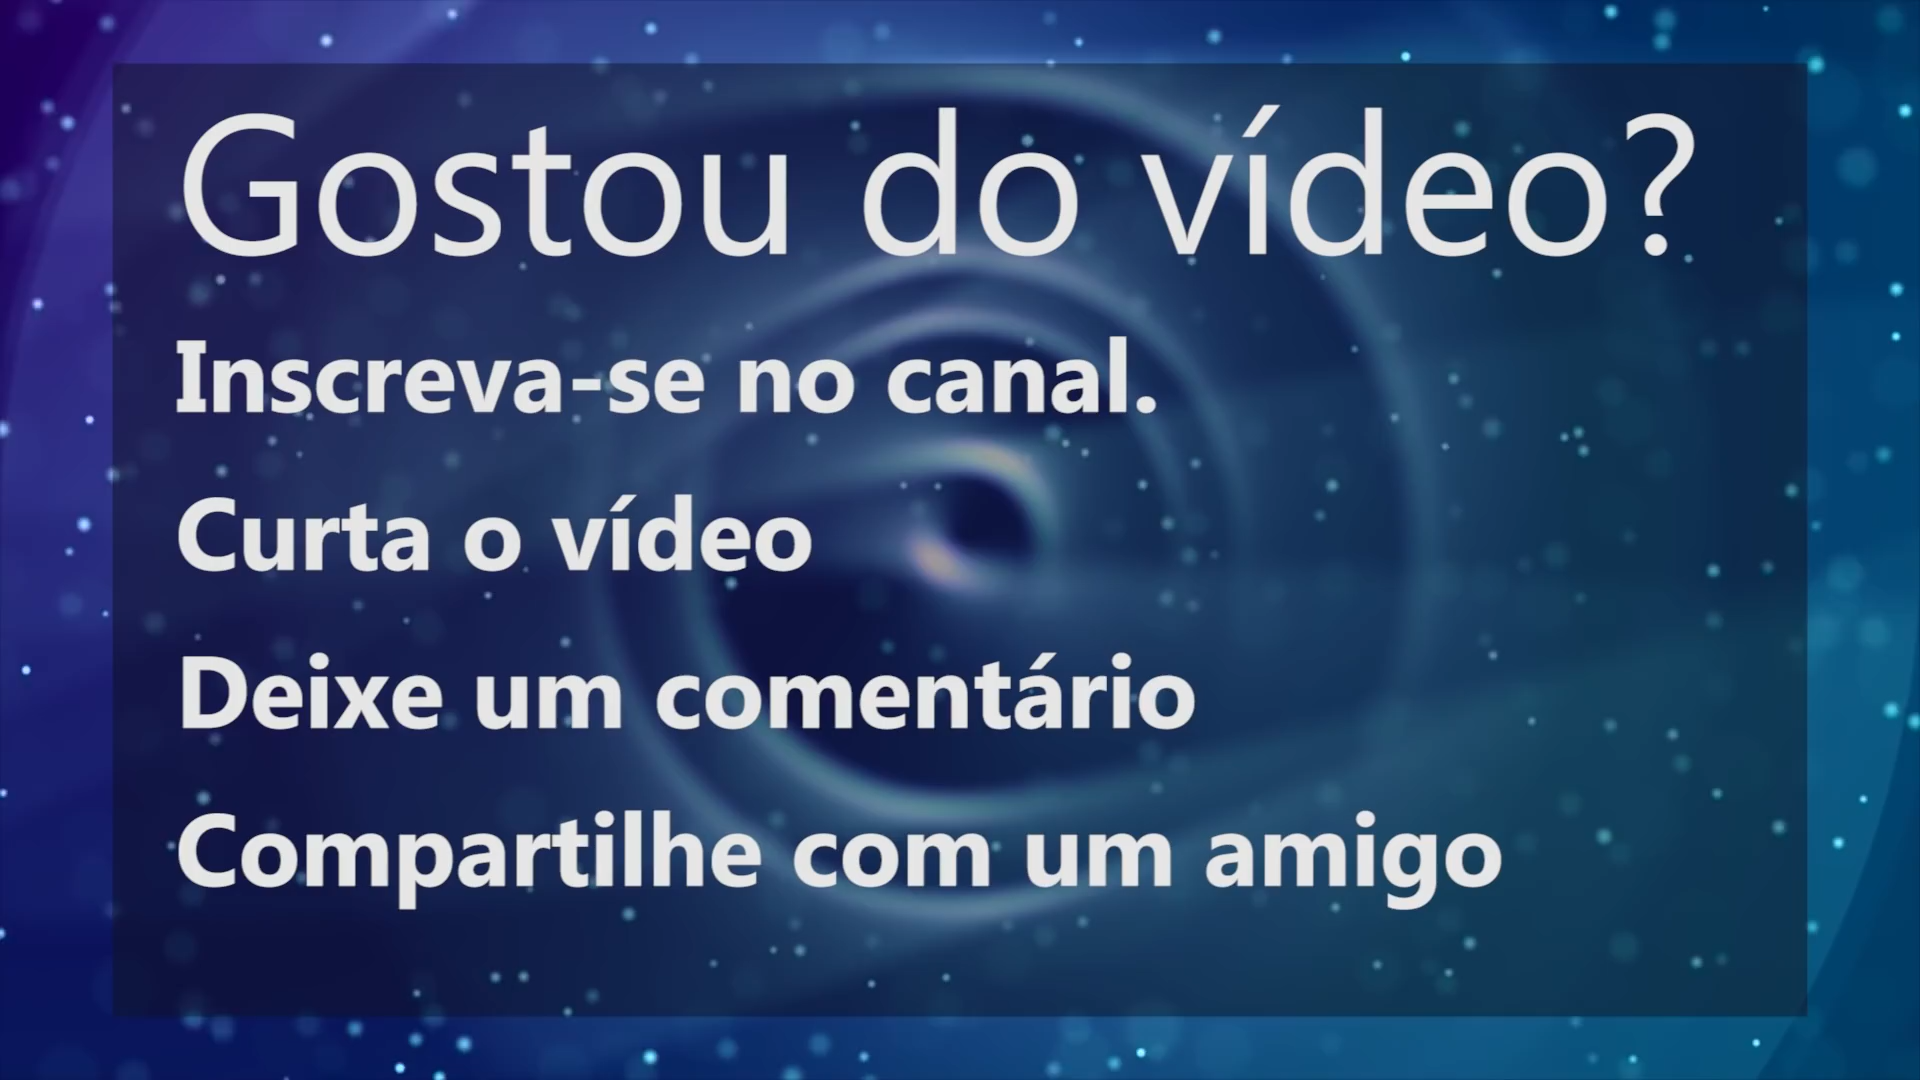 Gostou do vídeo?
Inscreva-se no canal.
Curta o vídeo
Deixe um comentário
Compartilhe com um amigo